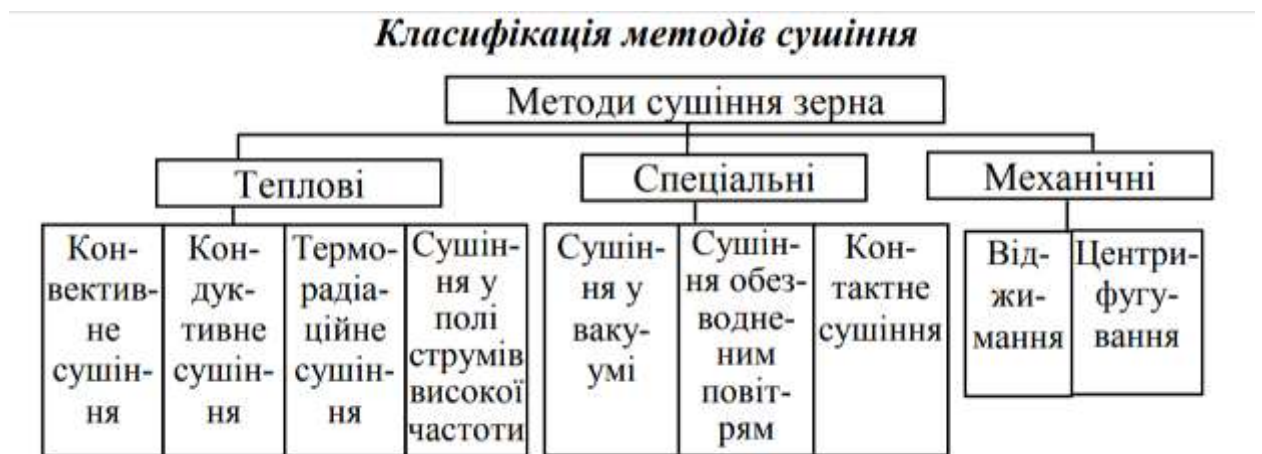 Класифікація методів сушіння
Методи сушіння зерна
Теплові
Спеціальні
Механічні
Кон-
вектив-
не
сушін-
ня
Кон-
дук-
тивне
сушін-
ня
Термо-
радіа-
ційне
сушін-
ня
Сушін-
ня у
полі
струмів
високої
частоти
Сушін-
ня у
ваку-
умі
Сушін-
ня обез-
водне-
ним
повіт-
рям
Кон-
тактне
сушіння
Від-
жи-
мання
Центри-
фугу-
вання